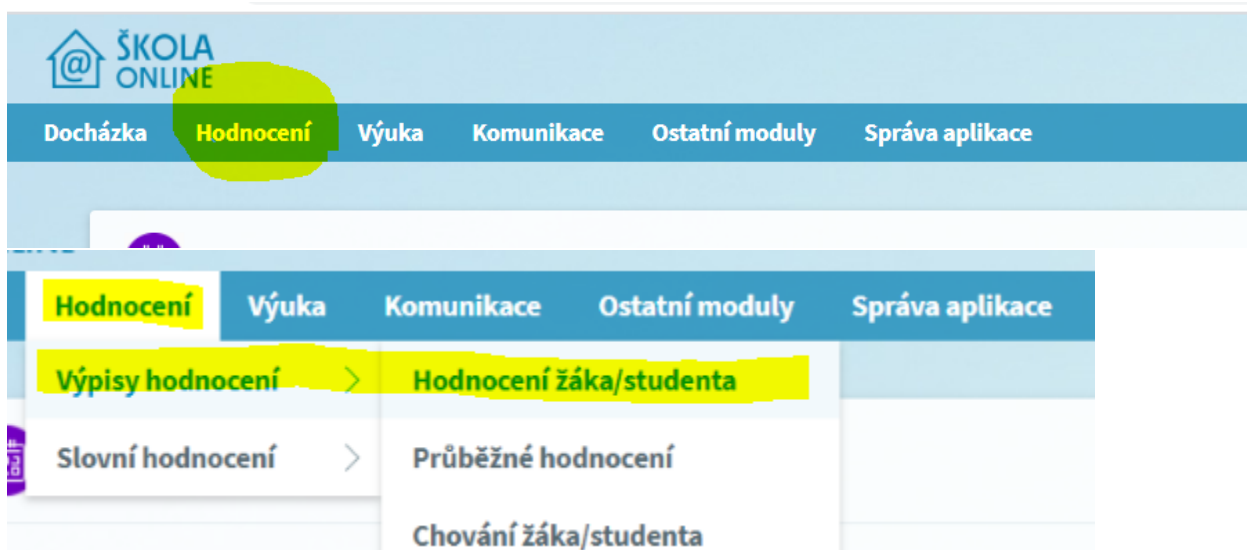 ŠKOLA
ONLINE
Docházka Hodnocení Výuka Komunikace Ostatní moduly Správa aplikace
Hodnocení Výuka Komunikace Ostatní moduly Správa aplikace
Výpisy hodnocení > Hodnocení žáka/studenta
Slovní hodnocení > Průběžné hodnocení
Chování žáka/studenta